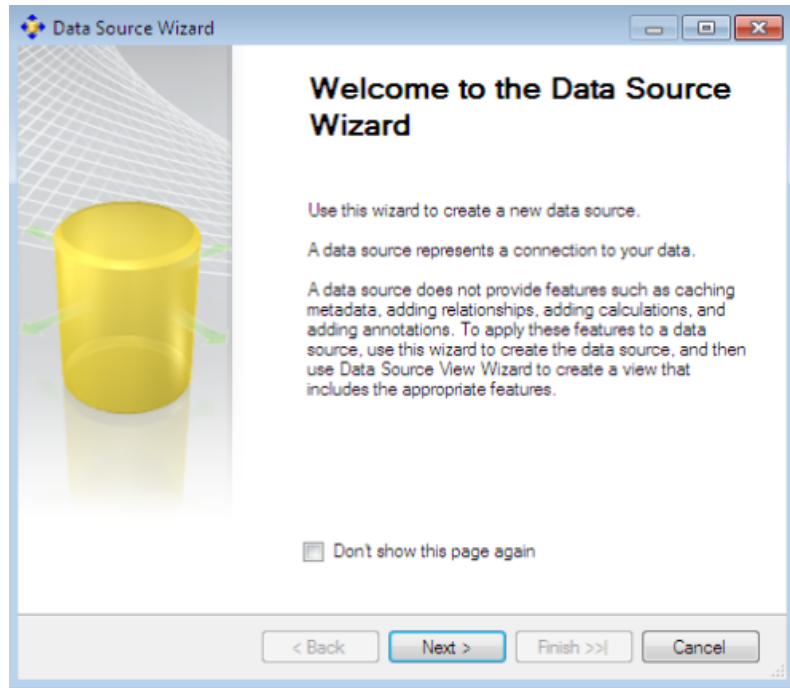 Data Source Wizard
Welcome to the Data Source
Wizard
Use this wizard to create a new data source.
A data source represents a connection to your data.
A data source does not provide features such as caching
metadata, adding relationships, adding calculations, and
adding annotations. To apply these features to a data
source, use this wizard to create the data source, and then
use Data Source View Wizard to create a view that
includes the appropriate features.
Don't show this page again
< Back Next > Finish >>| Cancel